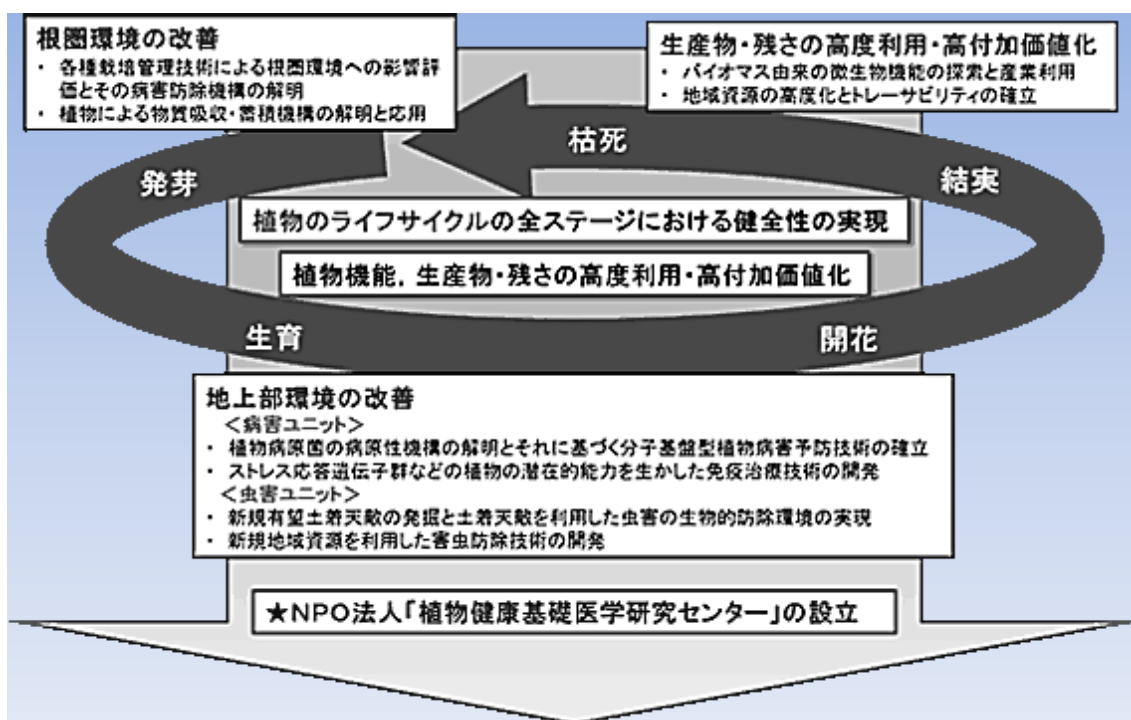 根圏環境の改善
・ 各種栽培管理技術による根圏環境への影響評
価とその病害防除機構の解明
・ 植物による物質吸収・蓄積機構の解明と応用
生産物・残さの高度利用・高付加価値化
・ バイオマス由来の微生物機能の探索と産業利用
・ 地域資源の高度化とトレーサビリティの確立
枯死
発芽
結実
植物のライフサイクルの全ステージにおける健全性の実現
植物機能，生産物・残さの高度利用・高付加価値化
生育
開花
地上部環境の改善
＜病害ユニット＞
・ 植物病原菌の病原性機構の解明とそれに基づく分子基盤型植物病害予防技術の確立
・ ストレス応答遺伝子群などの植物の潜在的能力を生かした免疫治療技術の開発
＜虫害ユニット＞
・ 新規有望土着天敵の発掘と土着天敵を利用した虫害の生物的防除環境の実現
・ 新規地域資源を利用した害虫防除技術の開発
★NPO法人「植物健康基礎医学研究センター」の設立